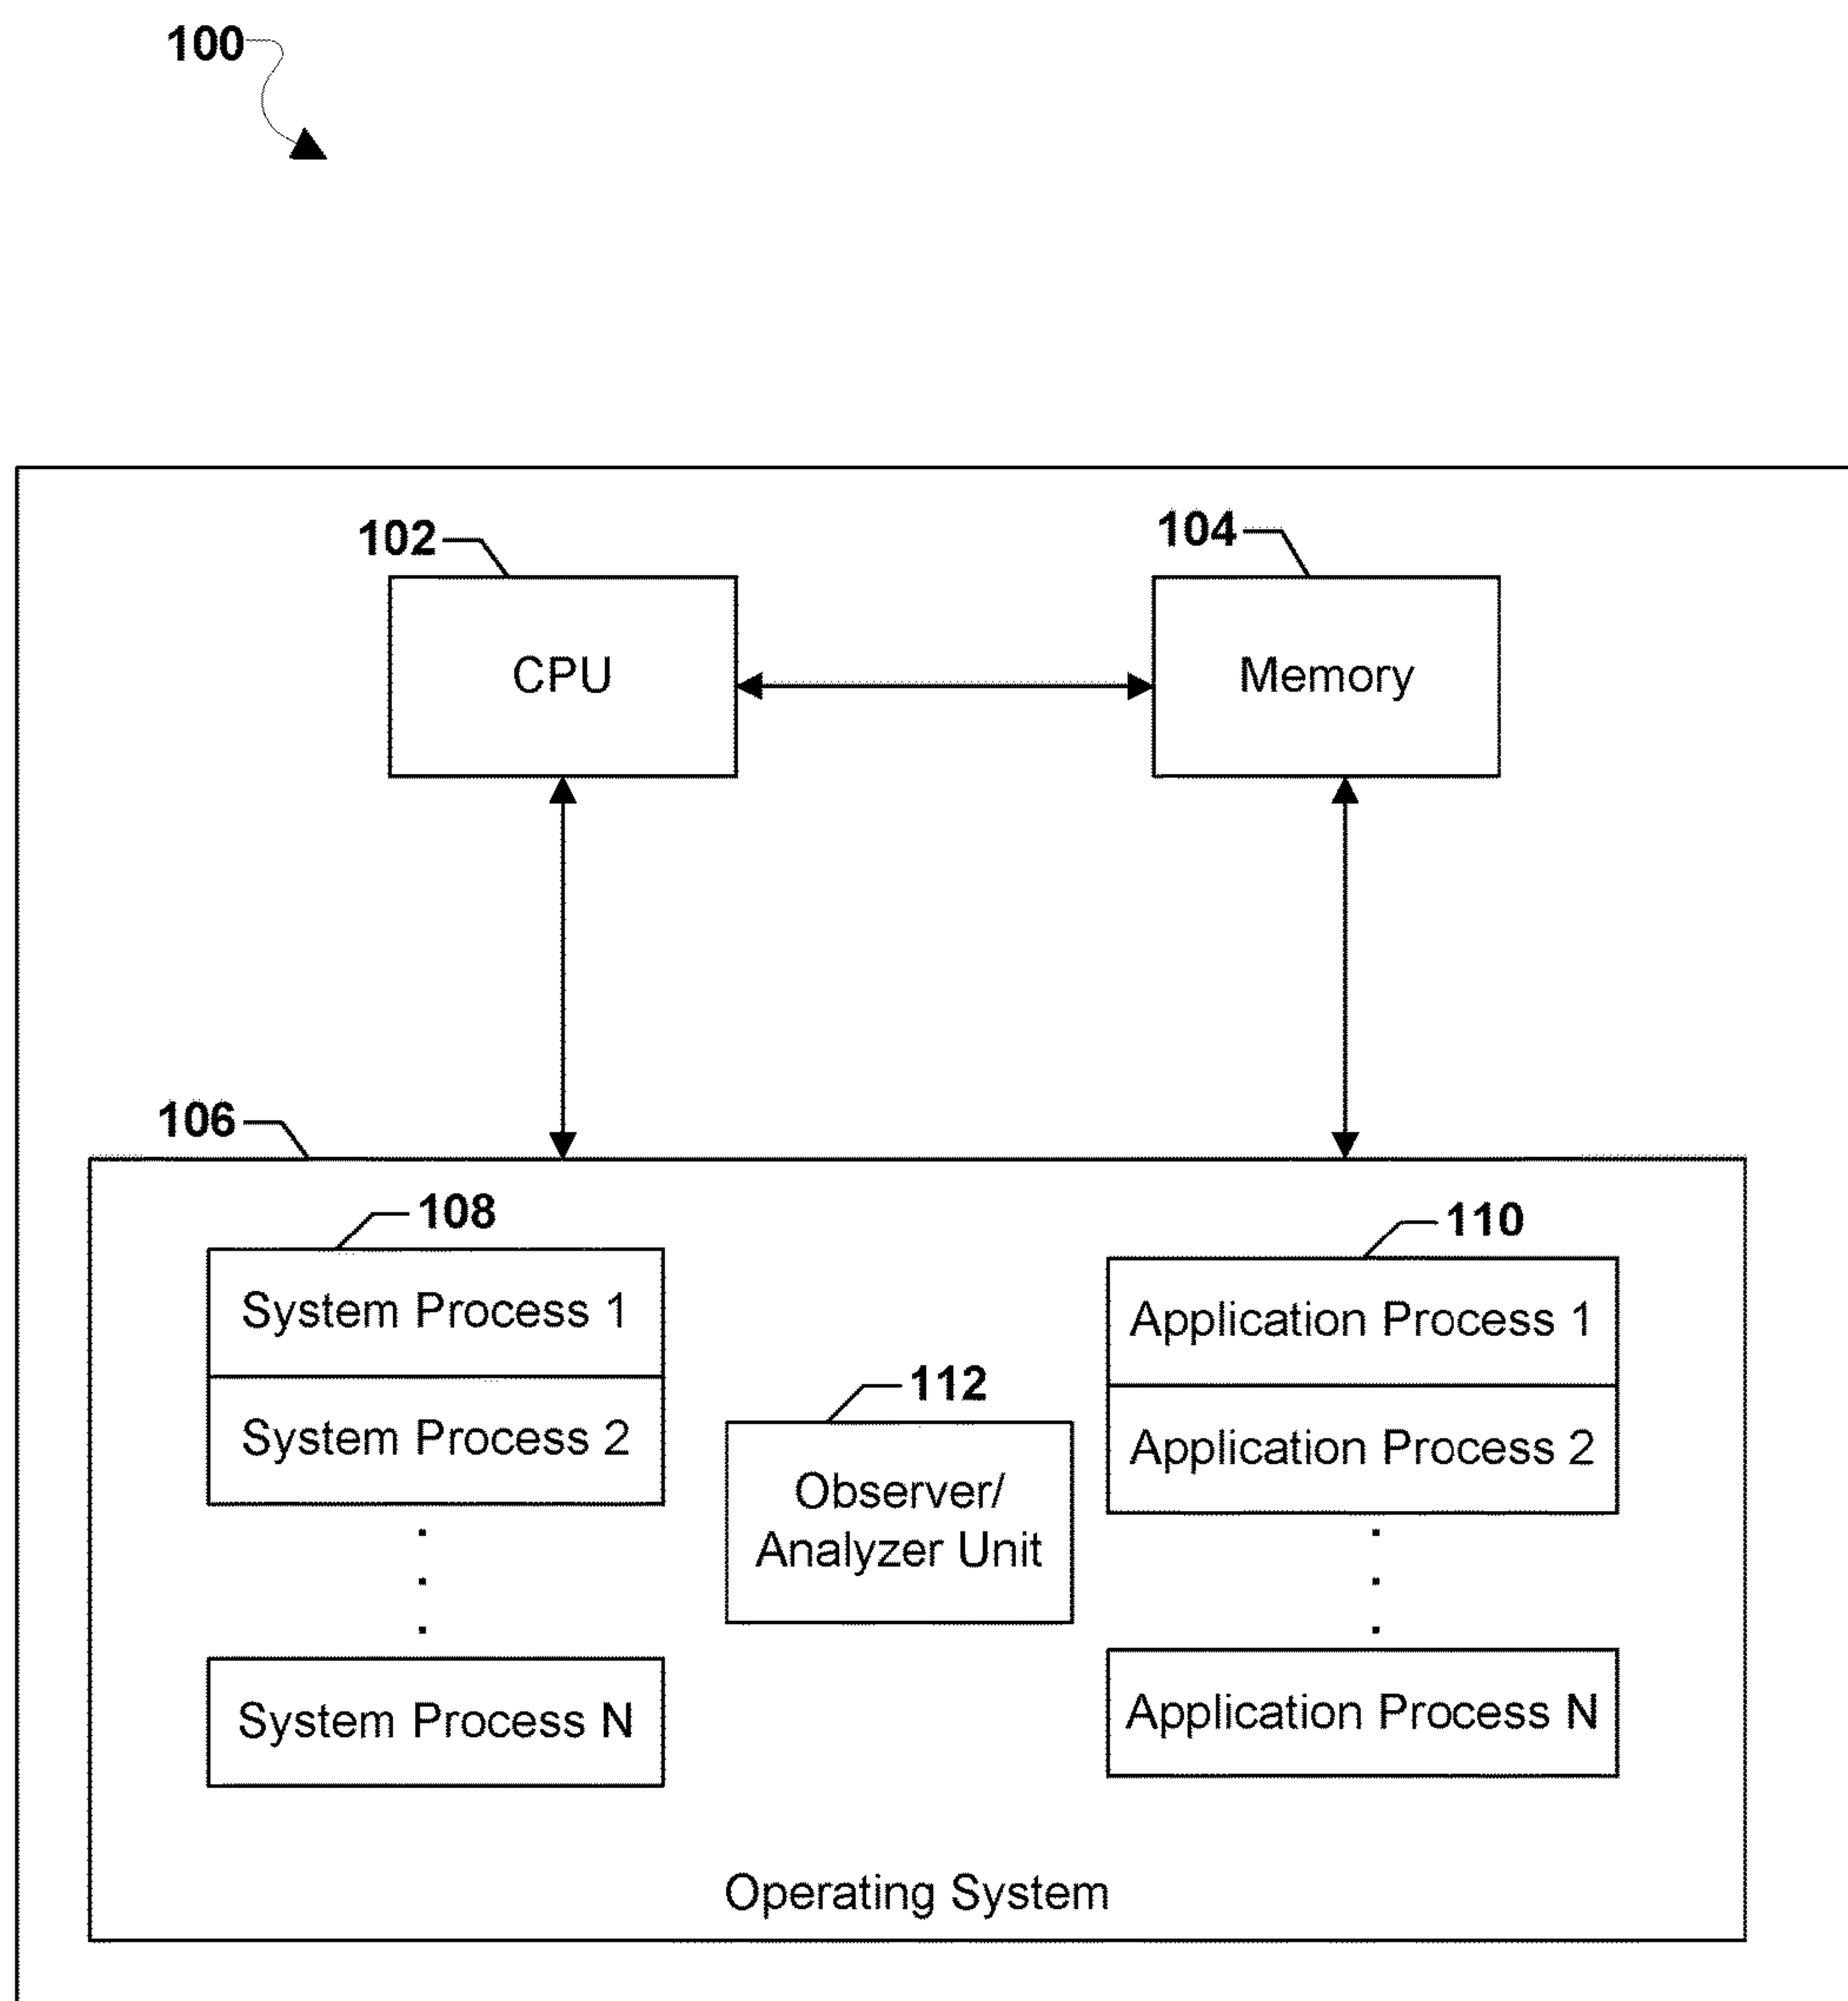 100
102
104
CPU
Memory
106
108
110
System Process 1
Application Process 1
112
System Process 2
Application Process 2
Observer/
Analyzer Unit
System Process N
Application Process N
Operating System